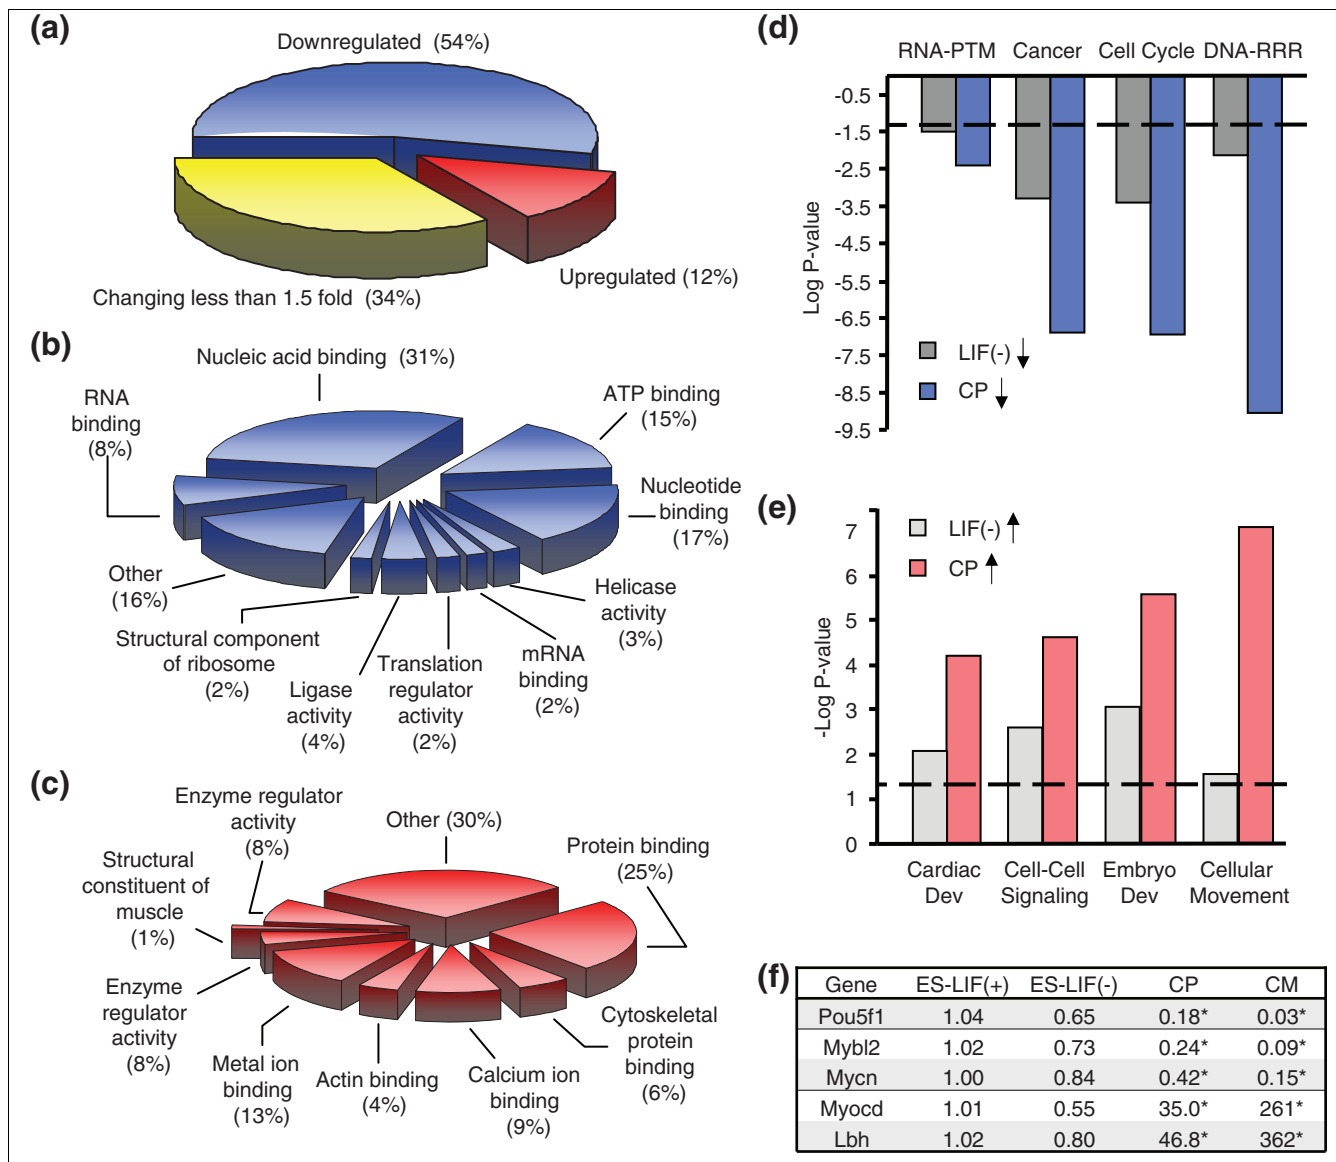 (a)
Downregulated (54%)
Upregulated (12%)
Changing less than 1.5 fold (34%)
(b)
Nucleic acid binding (31%)
RNA
binding
(8%)
ATP binding
(15%)
Nucleotide
binding
(17%)
Other
(16%)
Helicase
activity
(3%)
Structural component
of ribosome
(2%)
Ligase
activity
(4%)
Translation
regulator
activity
(2%)
mRNA
binding
(2%)
(c)
Enzyme regulator
activity
(8%)
Other (30%)
Protein binding
(25%)
Structural
constituent of
muscle
(1%)
Enzyme
regulator
activity
(8%)
Metal ion
binding
(13%)
Actin binding
(4%)
Calcium ion
binding
(9%)
Cytoskeletal
protein
binding
(6%)
(d)
RNA-PTM Cancer Cell Cycle DNA-RRR
-0.5
-1.5
-2.5
-3.5
-4.5
-5.5
-6.5
-7.5
-8.5
-9.5
Log P-value
LIF(-)
CP
(e)
7
6
5
4
3
2
1
0
-Log P-value
LIF(-)
CP
Cardiac
Dev
Cell-Cell
Signaling
Embryo
Dev
Cellular
Movement
(f)
Gene ES-LIF(+) ES-LIF(-) CP CM
Pou5f1 1.04 0.65 0.18* 0.03*
Mybl2 1.02 0.73 0.24* 0.09*
Mycn 1.00 0.84 0.42* 0.15*
Myocd 1.01 0.55 35.0* 261*
Lbh 1.02 0.80 46.8* 362*